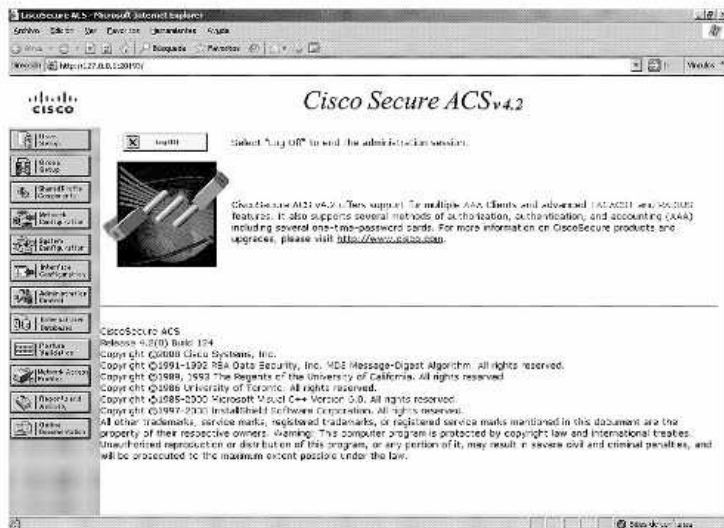 CiscoSecure ACS - Microsoft Internet Explorer
Archivo Edición Ver Favoritos Herramientas Ayuda
Atrás Búsqueda Favoritos
Dirección http://127.0.0.1:20193/ Ir Vínculos
CISCO
Cisco Secure ACS v4.2
User Setup
Group Setup
Shared Profile Components
Network Configuration
System Configuration
Interface Configuration
Administration Control
External User Databases
Posture Validation
Network Access Profiles
Reports and Activity
Online Documentation
Log Off
Select "Log Off" to end the administration session.
CiscoSecure ACS v4.2 offers support for multiple AAA Clients and advanced TACACS+ and RADIUS
features. It also supports several methods of authorization, authentication, and accounting (AAA)
including several one-time-password cards. For more information on CiscoSecure products and
upgrades, please visit http://www.cisco.com.
CiscoSecure ACS
Release 4.2(0) Build 124
Copyright ©2008 Cisco Systems, Inc.
Copyright ©1991-1992 RSA Data Security, Inc. MD5 Message-Digest Algorithm. All rights reserved.
Copyright ©1989, 1993 The Regents of the University of California. All rights reserved.
Copyright ©1986 University of Toronto. All rights reserved.
Copyright ©1985-2000 Microsoft Visual C++ Version 6.0. All rights reserved.
Copyright ©1997-2000 InstallShield Software Corporation. All rights reserved.
All other trademarks, service marks, registered trademarks, or registered service marks mentioned in this document are the
property of their respective owners. Warning: This computer program is protected by copyright law and international treaties.
Unauthorized reproduction or distribution of this program, or any portion of it, may result in severe civil and criminal penalties, and
will be prosecuted to the maximum extent possible under the law.
Sitios de confianza